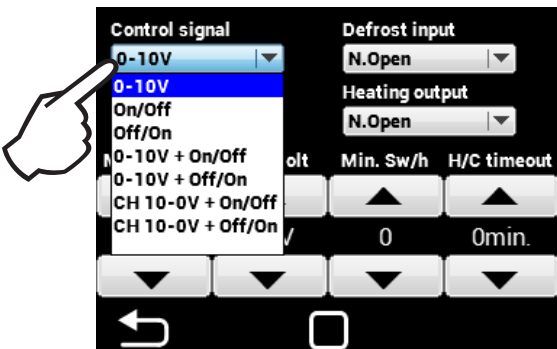 Control signal
Defrost input
0-10V
N.Open
0-10V
Heating output
On/Off
N.Open
Off/On
0-10V + On/Off
olt
Min. Sw/h
H/C timeout
0-10V + Off/On
CH 10-0V + On/Off
CH 10-0V + Off/On
0
0min.